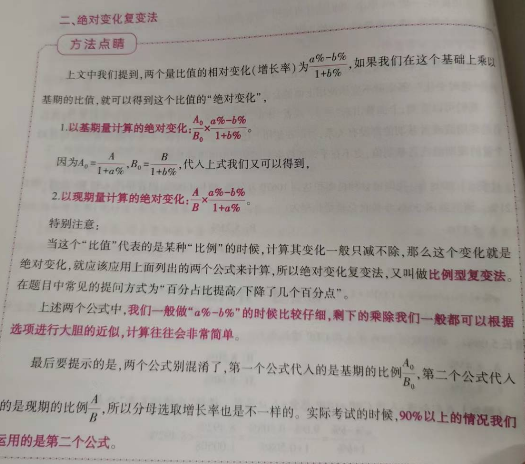 二、绝对变化复变法
方法点睛
上文中我们提到,两个量比值的相对变化(增长率)为(a%-b%)/(1+b%),如果我们在这个基础上乘以
基期的比值,就可以得到这个比值的“绝对变化”,
1.以基期量计算的绝对变化:A₀/B₀×(a%-b%)/(1+b%)。
因为A₀=A/(1+a%),B₀=B/(1+b%),代入上式我们又可以得到,
2.以现期量计算的绝对变化:A/B×(a%-b%)/(1+a%)。
特别注意:
当这个“比值”代表的是某种“比例”的时候,计算其变化一般只减不除,那么这个变化就是
绝对变化,就应该应用上面列出的两个公式来计算,所以绝对变化复变法,又叫做比例型复变法。
在题目中常见的提问方式为“百分占比提高/下降了几个百分点”。
上述两个公式中,我们一般做“a%-b%”的时候比较仔细,剩下的乘除我们一般都可以根据
选项进行大胆的近似,计算往往会非常简单。
最后要提示的是,两个公式别混淆了,第一个公式代入的是基期的比例A₀/B₀,第二个公式代入
的是现期的比例A/B,所以分母选取增长率也是不一样的。实际考试的时候,90%以上的情况我们
运用的是第二个公式。